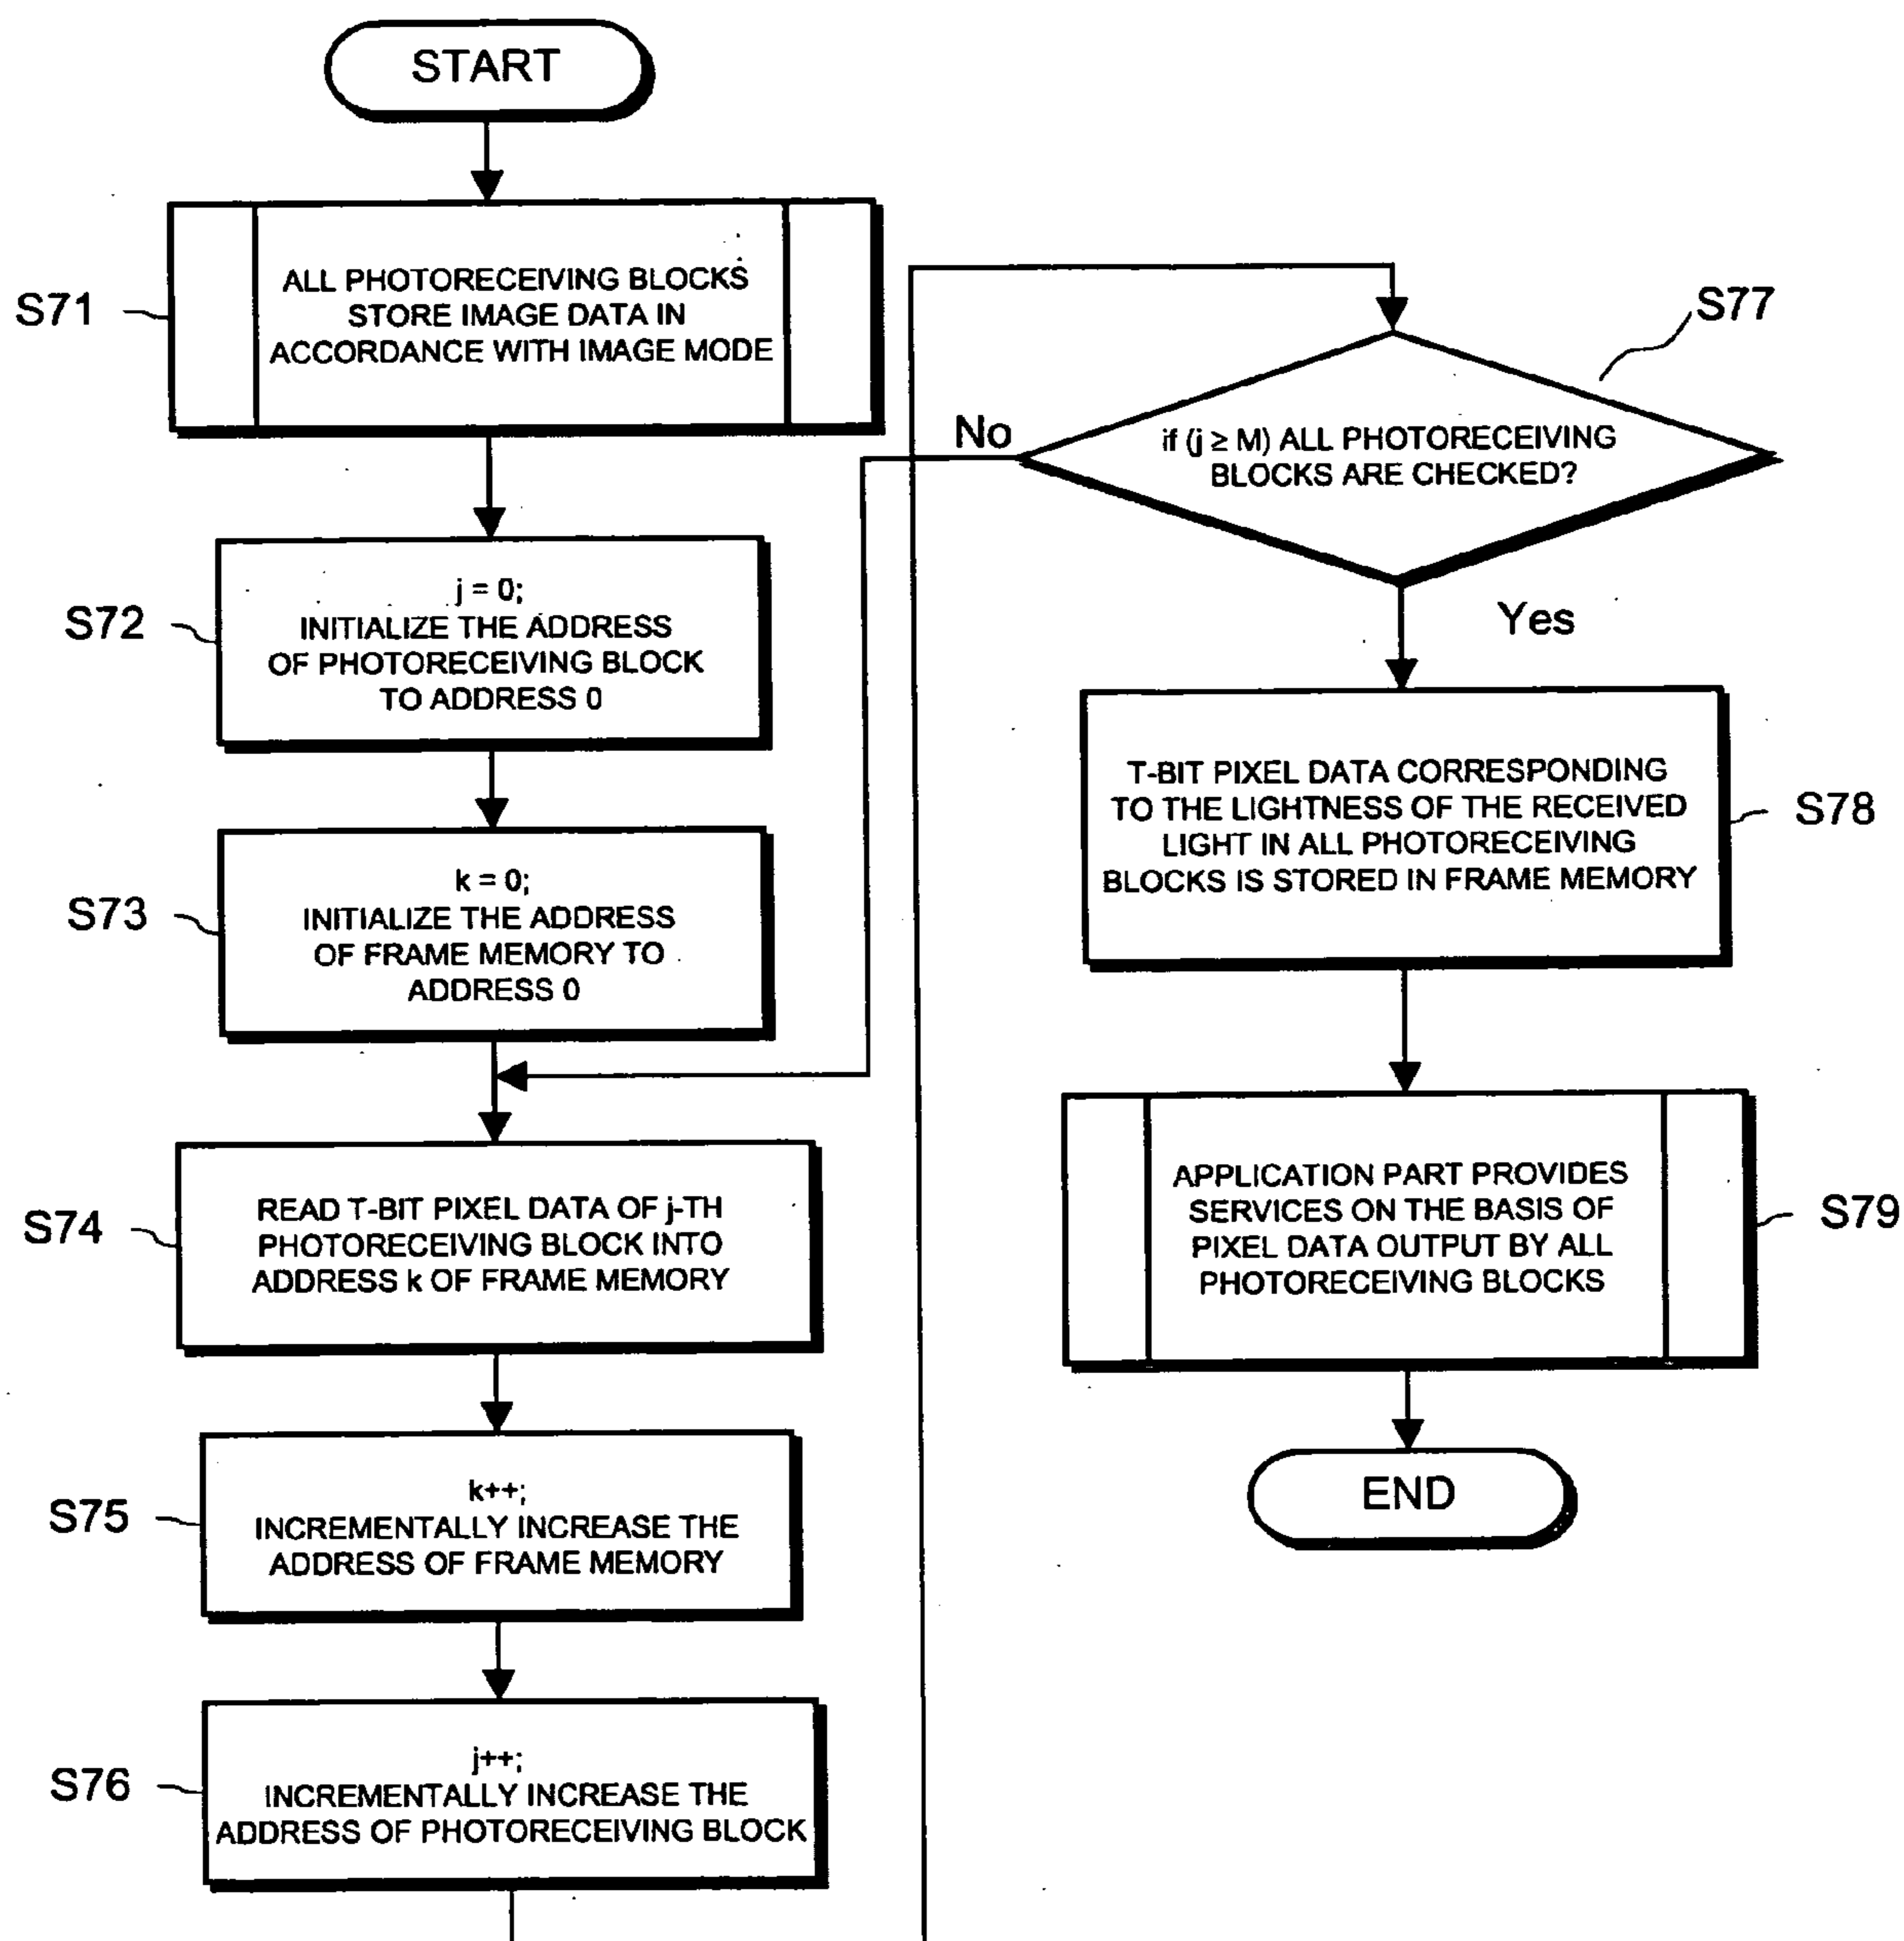 START
S71
ALL PHOTORECEIVING BLOCKS
STORE IMAGE DATA IN
ACCORDANCE WITH IMAGE MODE
S72
j = 0;
INITIALIZE THE ADDRESS
OF PHOTORECEIVING BLOCK
TO ADDRESS 0
S73
k = 0;
INITIALIZE THE ADDRESS
OF FRAME MEMORY TO
ADDRESS 0
S74
READ T-BIT PIXEL DATA OF j-TH
PHOTORECEIVING BLOCK INTO
ADDRESS k OF FRAME MEMORY
S75
k++;
INCREMENTALLY INCREASE THE
ADDRESS OF FRAME MEMORY
S76
j++;
INCREMENTALLY INCREASE THE
ADDRESS OF PHOTORECEIVING BLOCK
S77
No
if (j ≥ M) ALL PHOTORECEIVING
BLOCKS ARE CHECKED?
Yes
T-BIT PIXEL DATA CORRESPONDING
TO THE LIGHTNESS OF THE RECEIVED
LIGHT IN ALL PHOTORECEIVING
BLOCKS IS STORED IN FRAME MEMORY
S78
APPLICATION PART PROVIDES
SERVICES ON THE BASIS OF
PIXEL DATA OUTPUT BY ALL
PHOTORECEIVING BLOCKS
S79
END